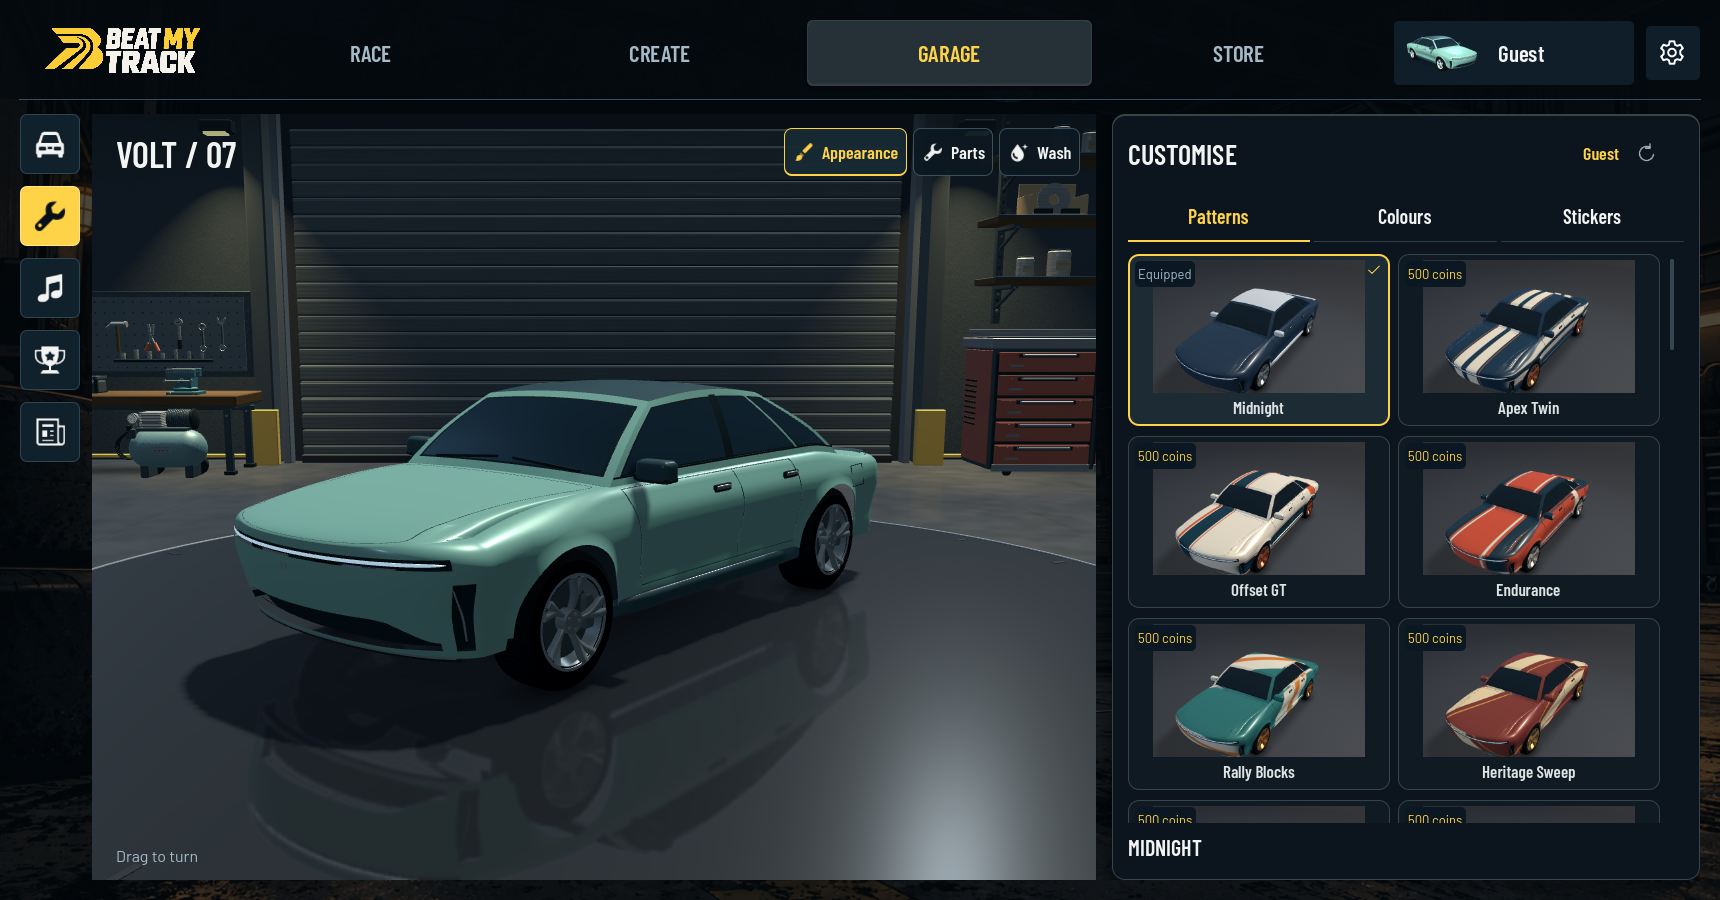 BEAT MY
TRACK
RACE
CREATE
GARAGE
STORE
Guest
VOLT / 07
Appearance
Parts
Wash
CUSTOMISE
Guest
Patterns
Colours
Stickers
Equipped
Midnight
500 coins
Apex Twin
500 coins
Offset GT
500 coins
Endurance
500 coins
Rally Blocks
500 coins
Heritage Sweep
500 coins
500 coins
MIDNIGHT
Drag to turn